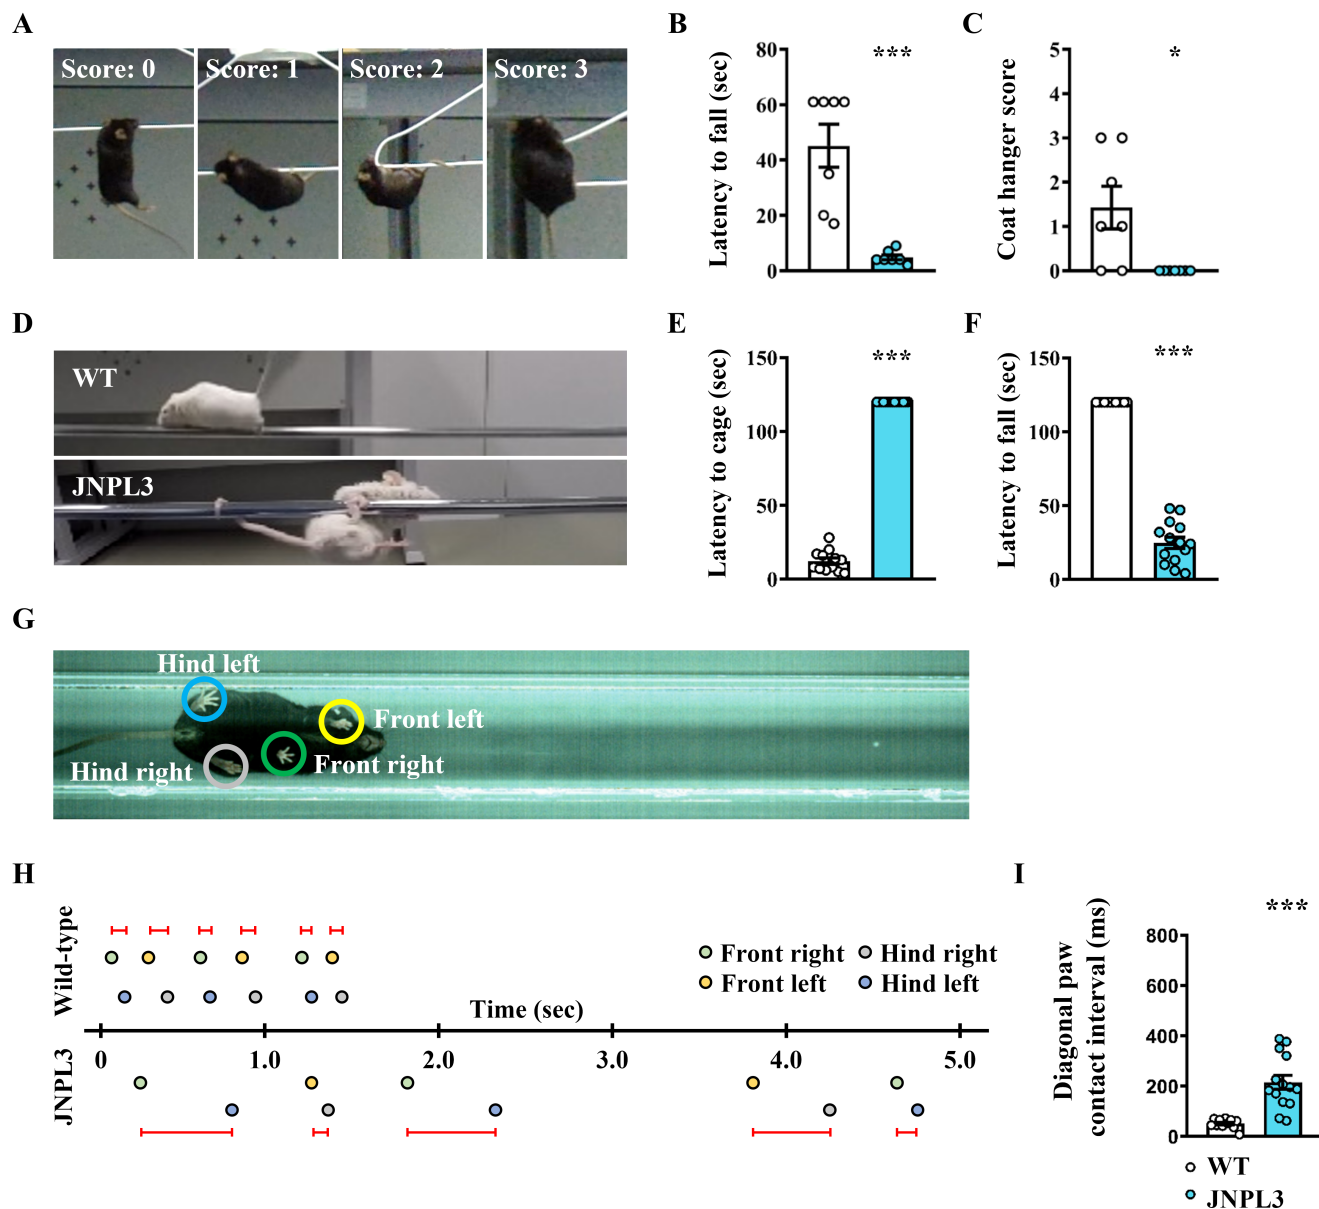 A
Score: 0
Score: 1
Score: 2
Score: 3
B
Latency to fall (sec)
80
60
40
20
0
***
C
Coat hanger score
5
4
3
2
1
0
*
D
WT
JNPL3
E
Latency to cage (sec)
150
100
50
0
***
F
Latency to fall (sec)
150
100
50
0
***
G
Hind left
Front left
Hind right
Front right
H
Wild-type
Front right
Hind right
Front left
Hind left
Time (sec)
0 1.0 2.0 3.0 4.0 5.0
JNPL3
I
Diagonal paw
contact interval (ms)
800
600
400
200
0
***
WT
JNPL3